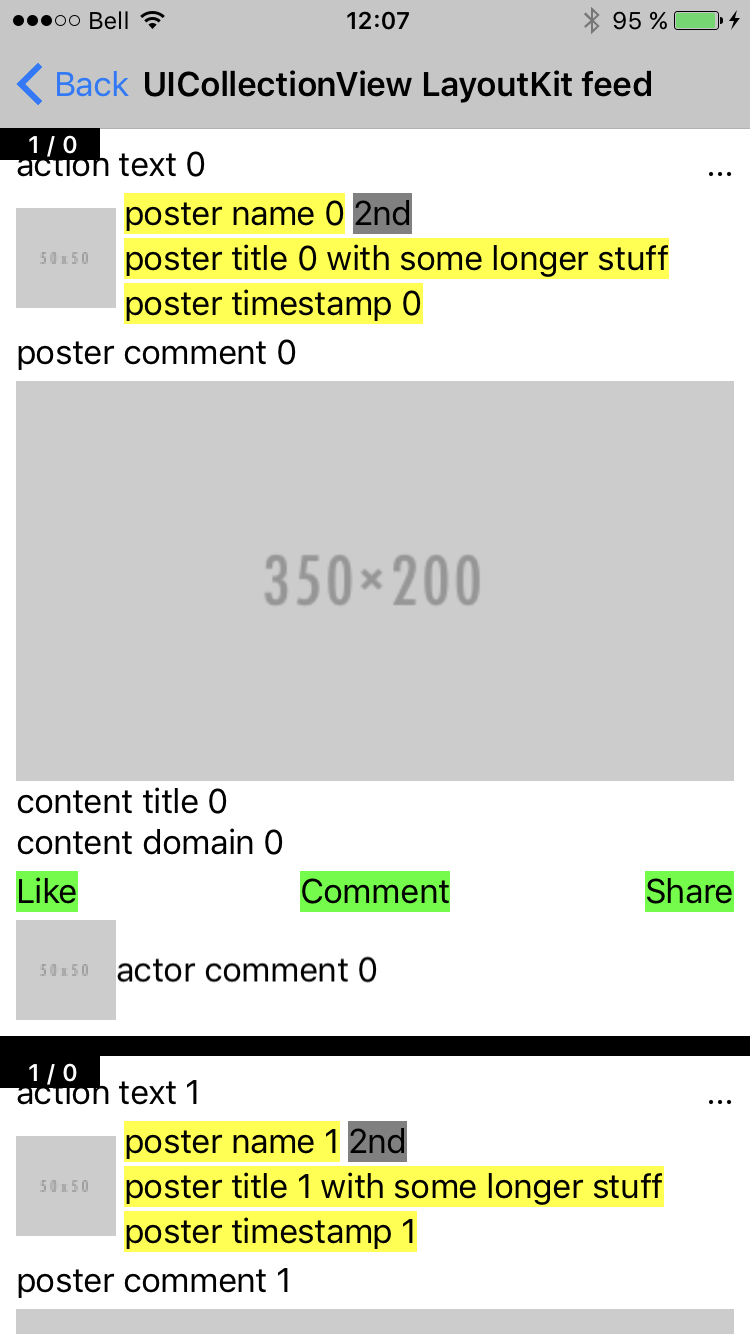 Bell 12:07 95 %
Back UICollectionView LayoutKit feed
1 / 0
action text 0 ...
50x50
poster name 0 2nd
poster title 0 with some longer stuff
poster timestamp 0
poster comment 0
350×200
content title 0
content domain 0
Like Comment Share
50x50 actor comment 0
1 / 0
action text 1 ...
50x50
poster name 1 2nd
poster title 1 with some longer stuff
poster timestamp 1
poster comment 1